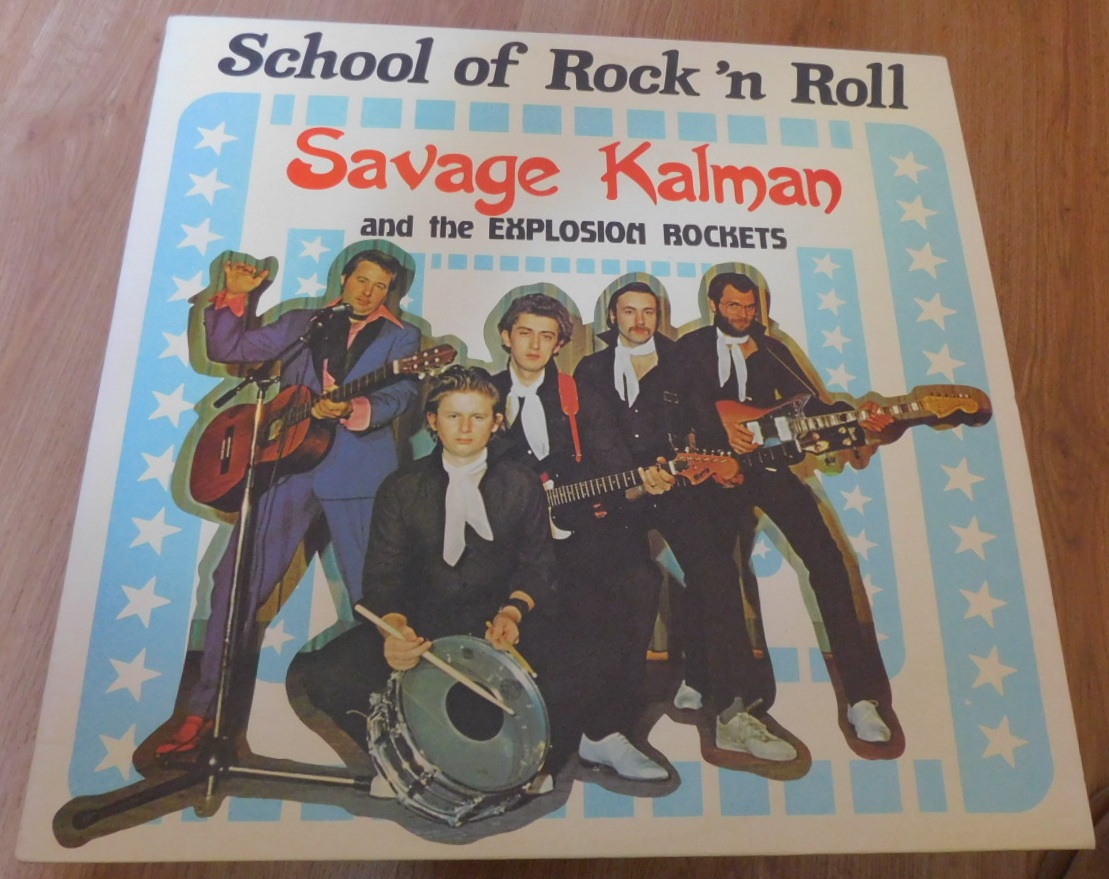 School of Rock 'n Roll
Savage Kalman
and the EXPLOSION ROCKETS